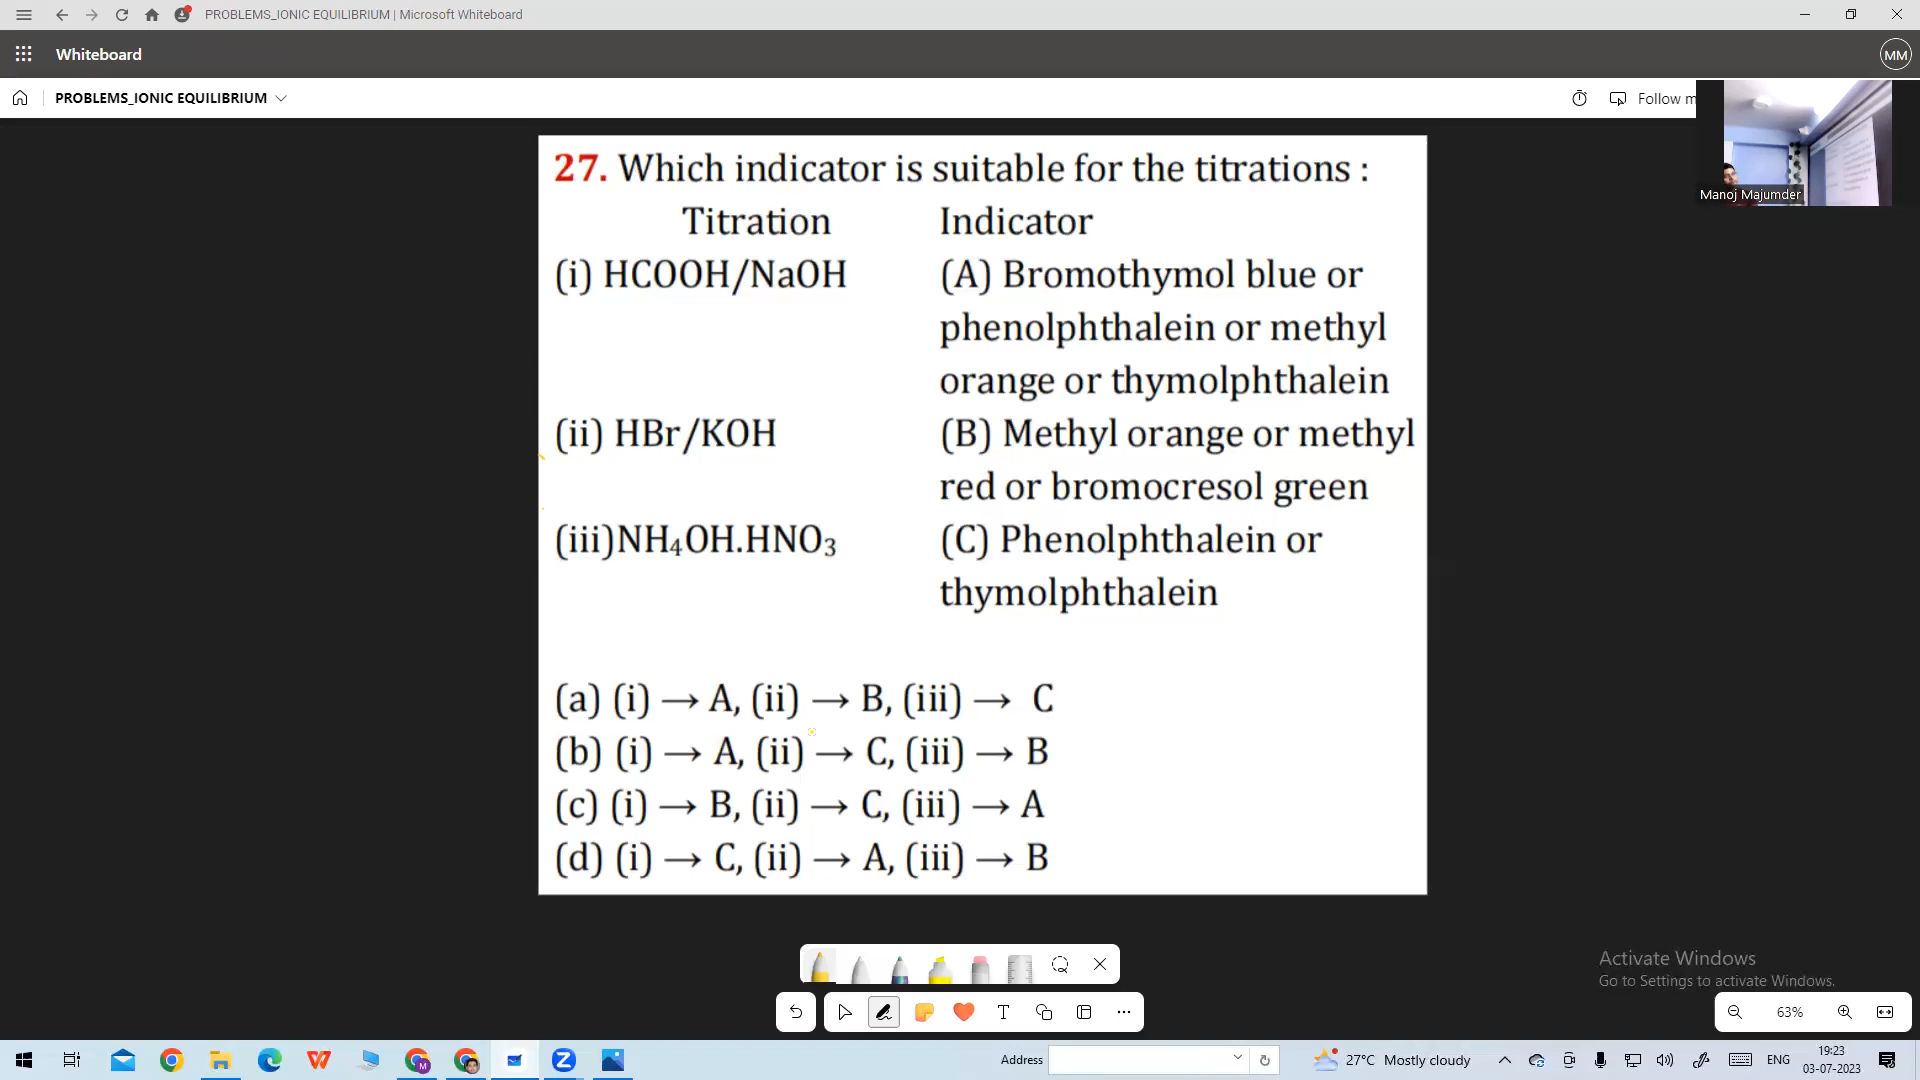 PROBLEMS_IONIC EQUILIBRIUM | Microsoft Whiteboard
Whiteboard
MM
PROBLEMS_IONIC EQUILIBRIUM
Follow m
Manoj Majumder
27. Which indicator is suitable for the titrations :
Titration Indicator
(i) HCOOH/NaOH (A) Bromothymol blue or
phenolphthalein or methyl
orange or thymolphthalein
(ii) HBr/KOH (B) Methyl orange or methyl
red or bromocresol green
(iii)NH₄OH.HNO₃ (C) Phenolphthalein or
thymolphthalein
(a) (i) → A, (ii) → B, (iii) → C
(b) (i) → A, (ii) → C, (iii) → B
(c) (i) → B, (ii) → C, (iii) → A
(d) (i) → C, (ii) → A, (iii) → B
Activate Windows
Go to Settings to activate Windows.
63%
Address
27°C Mostly cloudy
ENG
19:23
03-07-2023